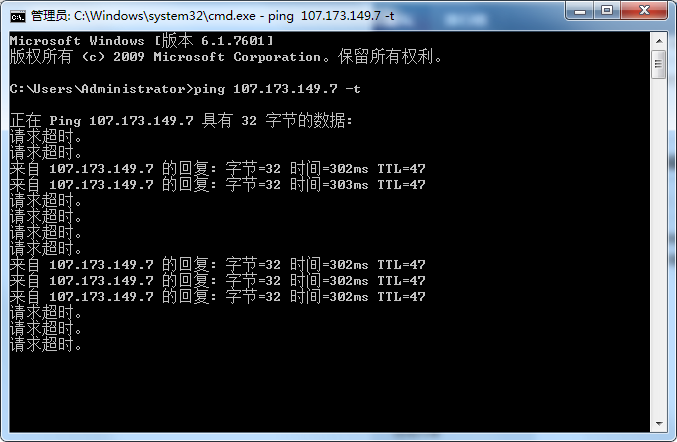 管理员: C:\Windows\system32\cmd.exe - ping  107.173.149.7 -t
Microsoft Windows [版本 6.1.7601]
版权所有 (c) 2009 Microsoft Corporation。保留所有权利。
C:\Users\Administrator>ping 107.173.149.7 -t
正在 Ping 107.173.149.7 具有 32 字节的数据:
请求超时。
请求超时。
来自 107.173.149.7 的回复: 字节=32 时间=302ms TTL=47
来自 107.173.149.7 的回复: 字节=32 时间=303ms TTL=47
请求超时。
请求超时。
请求超时。
请求超时。
来自 107.173.149.7 的回复: 字节=32 时间=302ms TTL=47
来自 107.173.149.7 的回复: 字节=32 时间=302ms TTL=47
来自 107.173.149.7 的回复: 字节=32 时间=302ms TTL=47
请求超时。
请求超时。
请求超时。